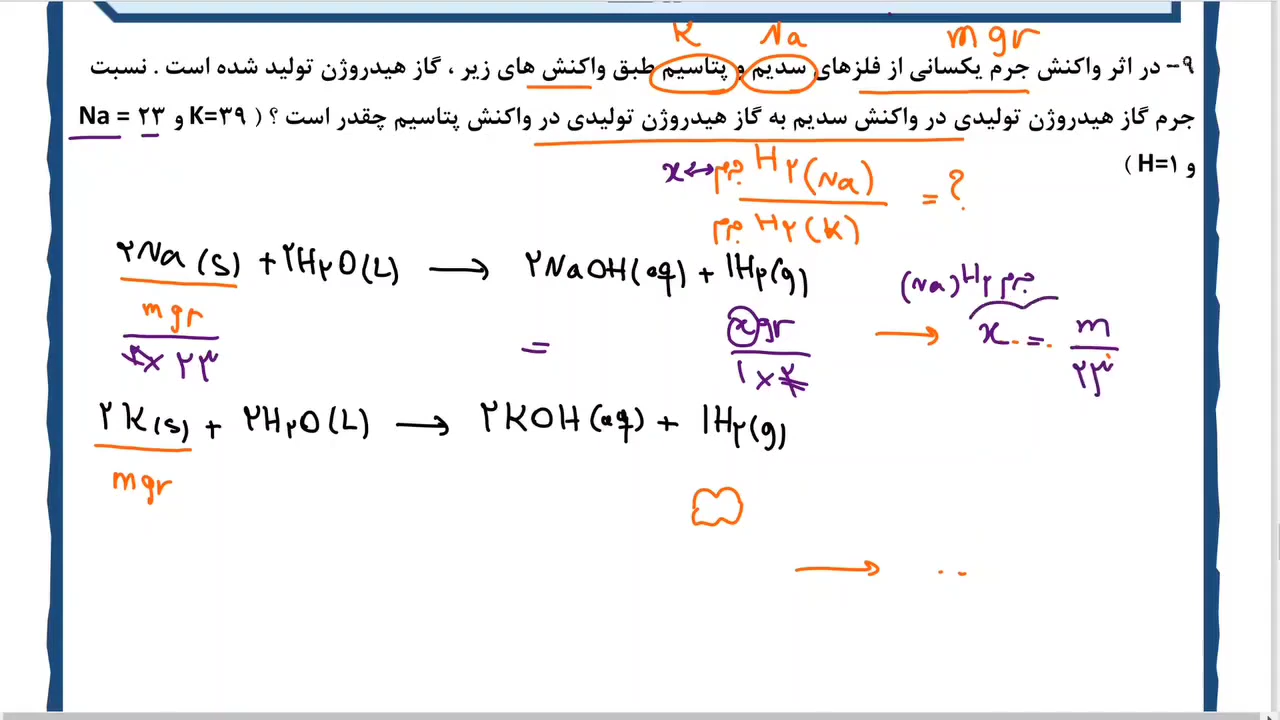 K Na m gr
۹- در اثر واکنش جرم یکسانی از فلزهای سدیم و پتاسیم طبق واکنش های زیر ، گاز هیدروژن تولید شده است . نسبت
جرم گاز هیدروژن تولیدی در واکنش سدیم به گاز هیدروژن تولیدی در واکنش پتاسیم چقدر است ؟ ( K=۳۹ و Na = ۲۳
و H=۱ )
x ↔ جرم H۲(Na)
= ?
جرم H۲(K)
۲Na(s) + ۲H۲O(L) → ۲NaOH(aq) + ۱H۲(g)
(Na) H۲ جرم
mgr = xgr → x = m
۲ × ۲۳ ۱ × ۲ ۲۳
۲K(s) + ۲H۲O(L) → ۲KOH(aq) + ۱H۲(g)
mgr
→ ..